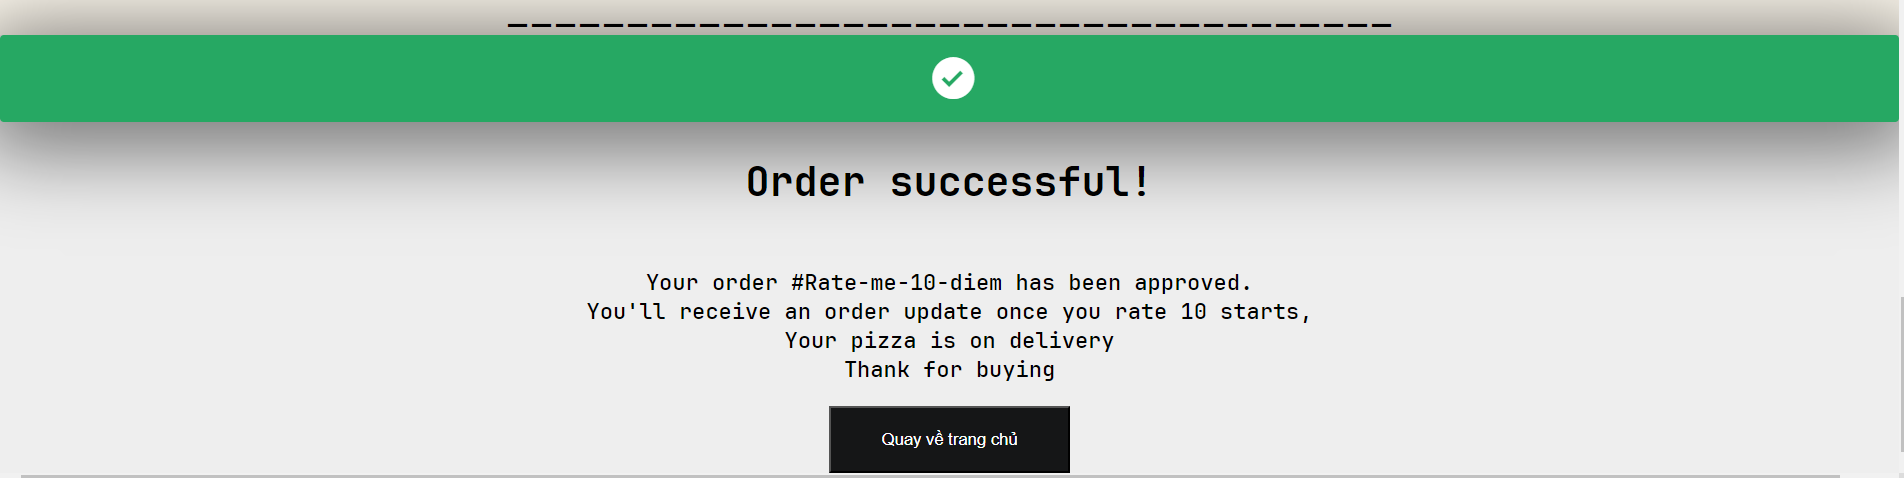 Order successful!
Your order #Rate-me-10-diem has been approved.
You'll receive an order update once you rate 10 starts,
Your pizza is on delivery
Thank for buying
Quay về trang chủ